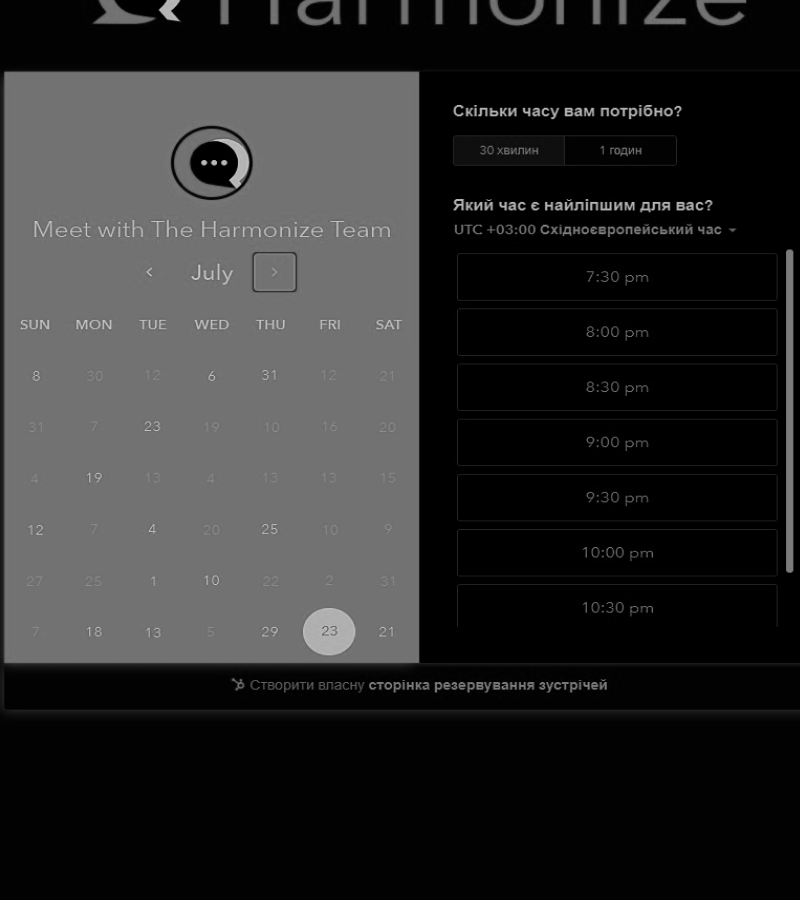 Harmonize
Meet with The Harmonize Team
July
SUN MON TUE WED THU FRI SAT
8 30 12 6 31 12 21
31 7 23 19 10 16 20
4 19 13 4 13 13 15
12 7 4 20 25 10 9
27 25 1 10 22 2 31
7 18 13 5 29 23 21
Скільки часу вам потрібно?
30 хвилин 1 годин
Який час є найліпшим для вас?
UTC +03:00 Східноєвропейський час
7:30 pm
8:00 pm
8:30 pm
9:00 pm
9:30 pm
10:00 pm
10:30 pm
Створити власну сторінка резервування зустрічей